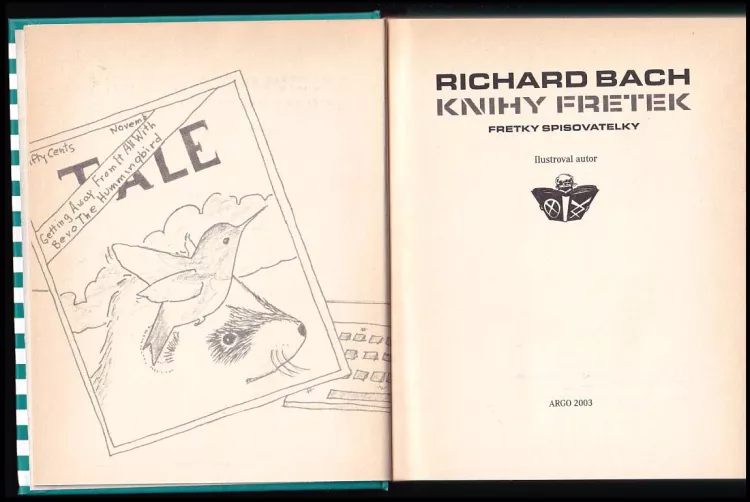 Novemb
ifty Cents
TALE
Getting Away From It All With
Bevo The Hummingbird
RICHARD BACH
KNIHY FRETEK
FRETKY SPISOVATELKY
Ilustroval autor
ARGO 2003